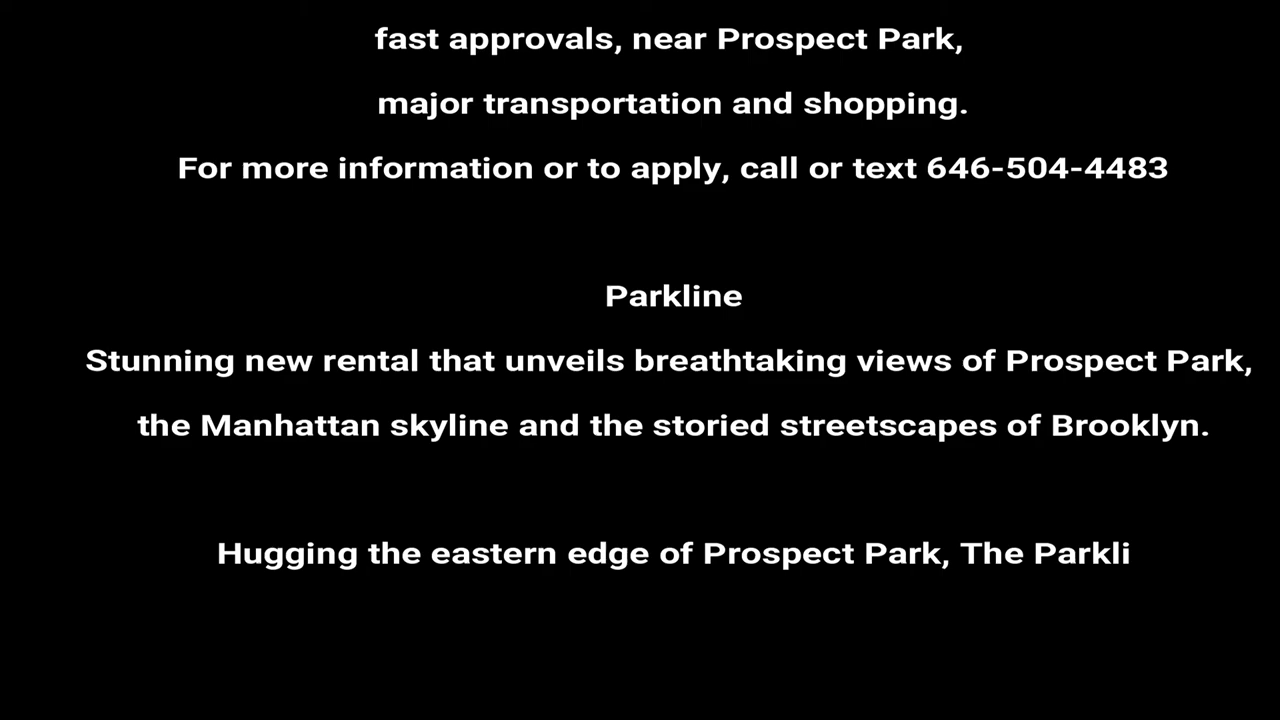 fast approvals, near Prospect Park,
major transportation and shopping.
For more information or to apply, call or text 646-504-4483
Parkline
Stunning new rental that unveils breathtaking views of Prospect Park,
the Manhattan skyline and the storied streetscapes of Brooklyn.
Hugging the eastern edge of Prospect Park, The Parkli